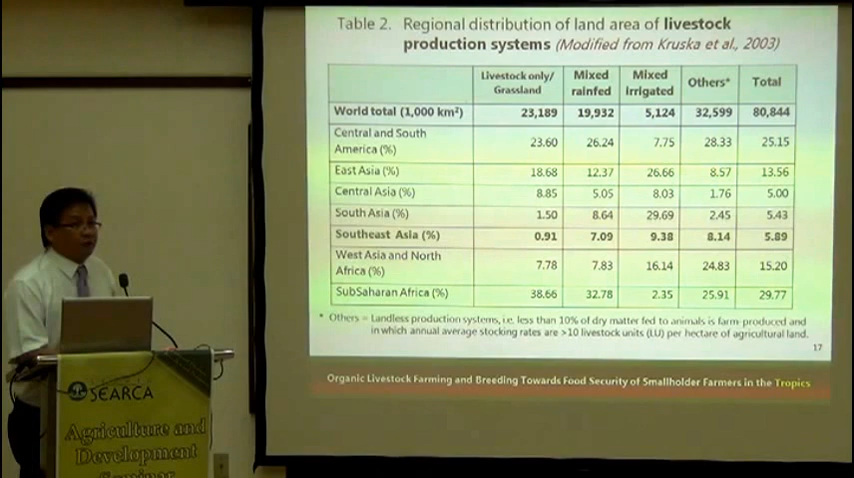 Table 2. Regional distribution of land area of livestock
production systems (Modified from Kruska et al., 2003)
Livestock only/ Grassland Mixed rainfed Mixed Irrigated Others* Total
World total (1,000 km²) 23,189 19,932 5,124 32,599 80,844
Central and South America (%) 23.60 26.24 7.75 28.33 25.15
East Asia (%) 18.68 12.37 26.66 8.57 13.56
Central Asia (%) 8.85 5.05 8.03 1.76 5.00
South Asia (%) 1.50 8.64 29.69 2.45 5.43
Southeast Asia (%) 0.91 7.09 9.38 8.14 5.89
West Asia and North Africa (%) 7.78 7.83 16.14 24.83 15.20
SubSaharan Africa (%) 38.66 32.78 2.35 25.91 29.77
* Others = Landless production systems, i.e. less than 10% of dry matter fed to animals is farm-produced and
in which annual average stocking rates are >10 livestock units (LU) per hectare of agricultural land.
17
Organic Livestock Farming and Breeding Towards Food Security of Smallholder Farmers in the Tropics
SEARCA
Agriculture and
Development
Seminar